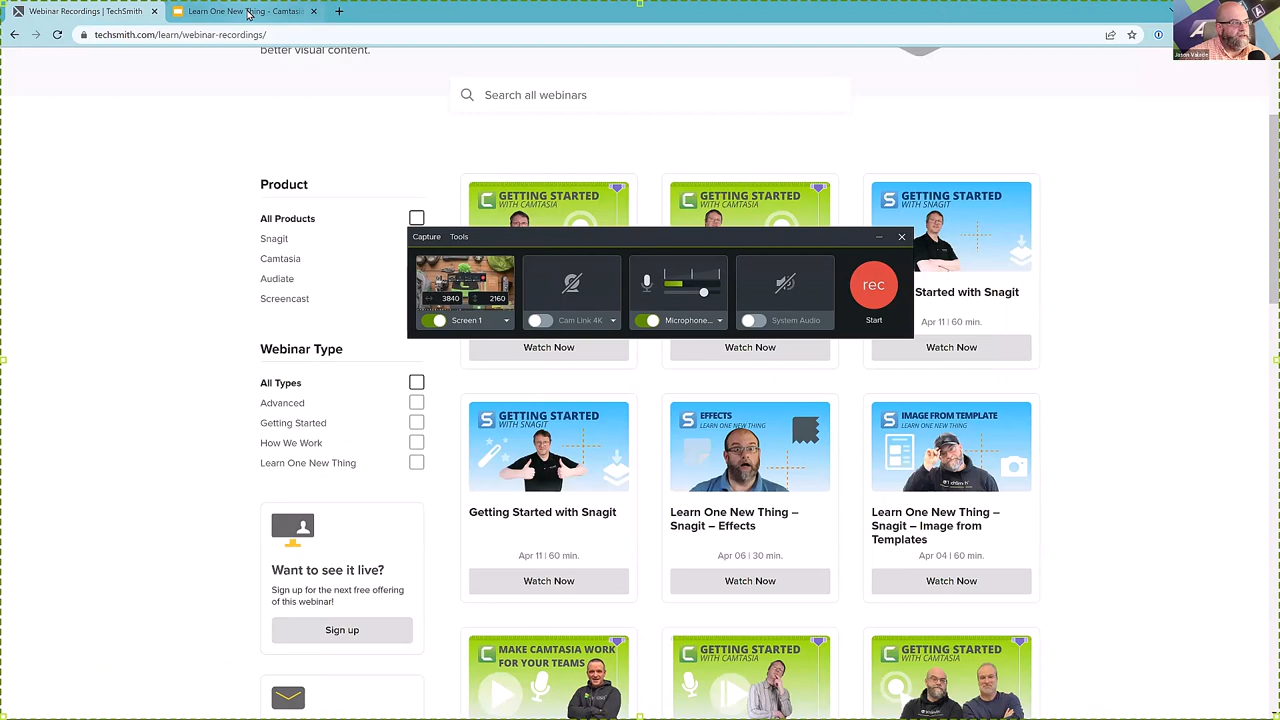 Webinar Recordings | TechSmith
Learn One New Thing - Camtasia
techsmith.com/learn/webinar-recordings/
Jason Valade
better visual content.
Search all webinars
Product
All Products
Snagit
Camtasia
Audiate
Screencast
Webinar Type
All Types
Advanced
Getting Started
How We Work
Learn One New Thing
Want to see it live?
Sign up for the next free offering
of this webinar!
Sign up
GETTING STARTED
WITH CAMTASIA
GETTING STARTED
WITH CAMTASIA
GETTING STARTED
WITH SNAGIT
Capture Tools
3840 2160
Screen 1
Cam Link 4K
Microphone...
System Audio
rec
Start
Started with Snagit
Apr 11 | 60 min.
Watch Now
Watch Now
Watch Now
GETTING STARTED
WITH SNAGIT
Getting Started with Snagit
Apr 11 | 60 min.
Watch Now
EFFECTS
LEARN ONE NEW THING
Learn One New Thing –
Snagit – Effects
Apr 06 | 30 min.
Watch Now
IMAGE FROM TEMPLATE
LEARN ONE NEW THING
TechSmith
Learn One New Thing –
Snagit – Image from
Templates
Apr 04 | 60 min.
Watch Now
MAKE CAMTASIA WORK
FOR YOUR TEAMS
GETTING STARTED
WITH CAMTASIA
GETTING STARTED
WITH CAMTASIA